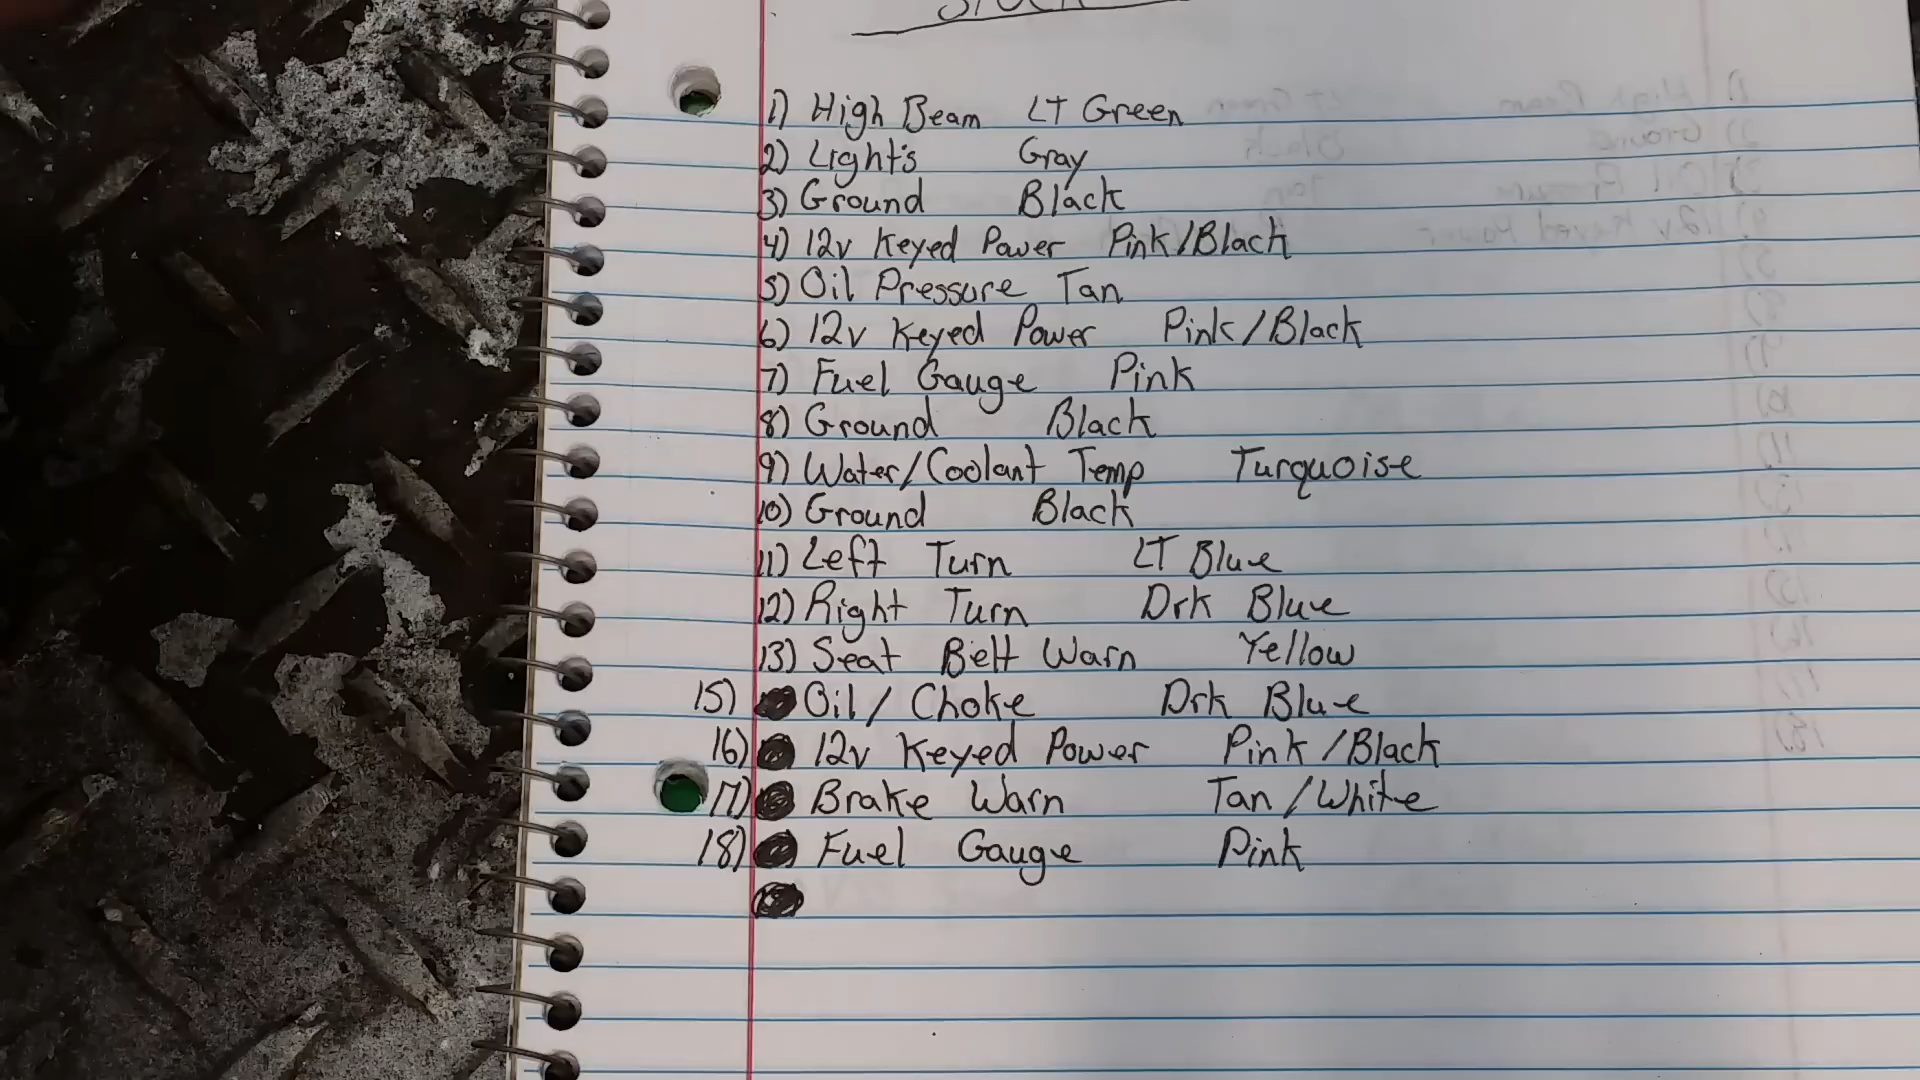 1) High Beam LT Green
2) Light's Gray
3) Ground Black
4) 12v Keyed Power Pink/Black
5) Oil Pressure Tan
6) 12v Keyed Power Pink/Black
7) Fuel Gauge Pink
8) Ground Black
9) Water/Coolant Temp Turquoise
10) Ground Black
11) Left Turn LT Blue
12) Right Turn Drk Blue
13) Seat Belt Warn Yellow
15) Oil/Choke Drk Blue
16) 12v Keyed Power Pink/Black
17) Brake Warn Tan/White
18) Fuel Gauge Pink